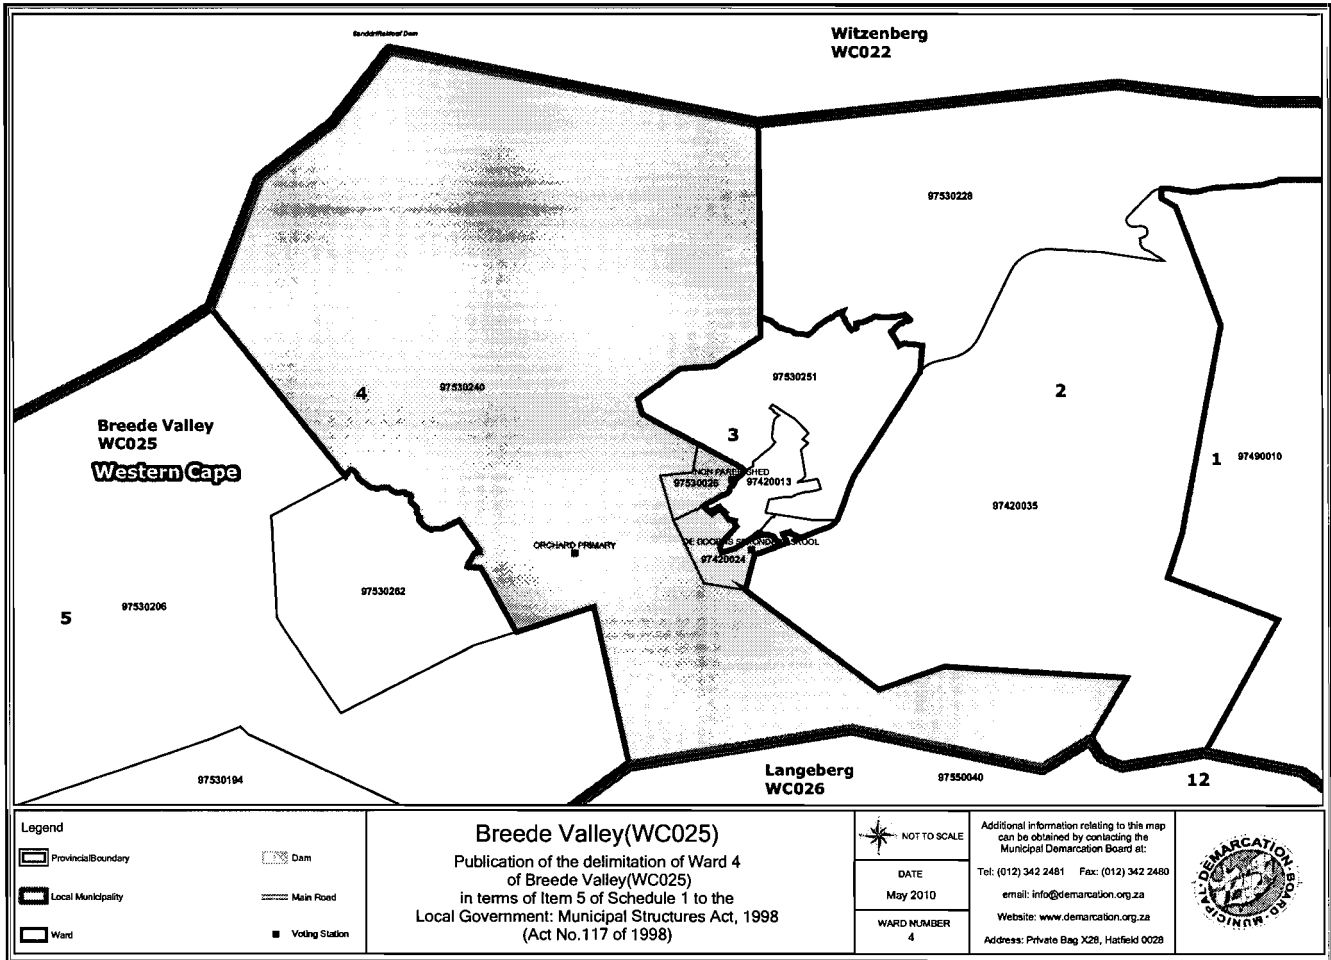 Witzenberg
WC022
97530228
97530251
4
97530240
2
Breede Valley
WC025
Western Cape
3
1
97490010
97530026
97420013
97420035
ORCHARD PRIMARY
97420024
97530262
97530206
5
Langeberg
WC026
97550040
12
97530194
Legend
Provincial Boundary
Dam
Local Municipality
Main Road
Ward
Voting Station
Breede Valley(WC025)
Publication of the delimitation of Ward 4
of Breede Valley(WC025)
in terms of Item 5 of Schedule 1 to the
Local Government: Municipal Structures Act, 1998
(Act No.117 of 1998)
NOT TO SCALE
DATE
May 2010
WARD NUMBER
4
Additional information relating to this map
can be obtained by contacting the
Municipal Demarcation Board at:
Tel: (012) 342 2481 Fax: (012) 342 2480
email: info@demarcation.org.za
Website: www.demarcation.org.za
Address: Private Bag X28, Hatfield 0028
MUNICIPAL DEMARCATION BOARD